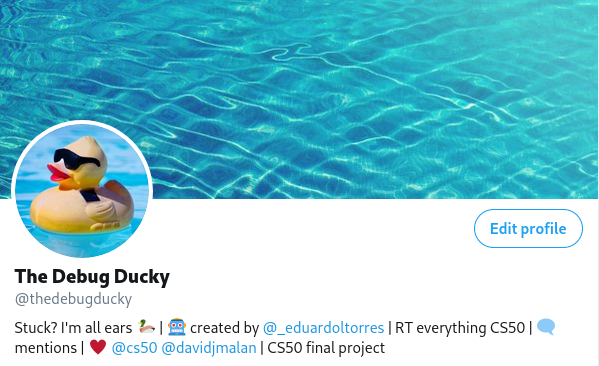 Edit profile
The Debug Ducky
@thedebugducky
Stuck? I'm all ears 🦆 | 🤖 created by @_eduardoltorres | RT everything CS50 | 🗨️
mentions | ♥️ @cs50 @davidjmalan | CS50 final project